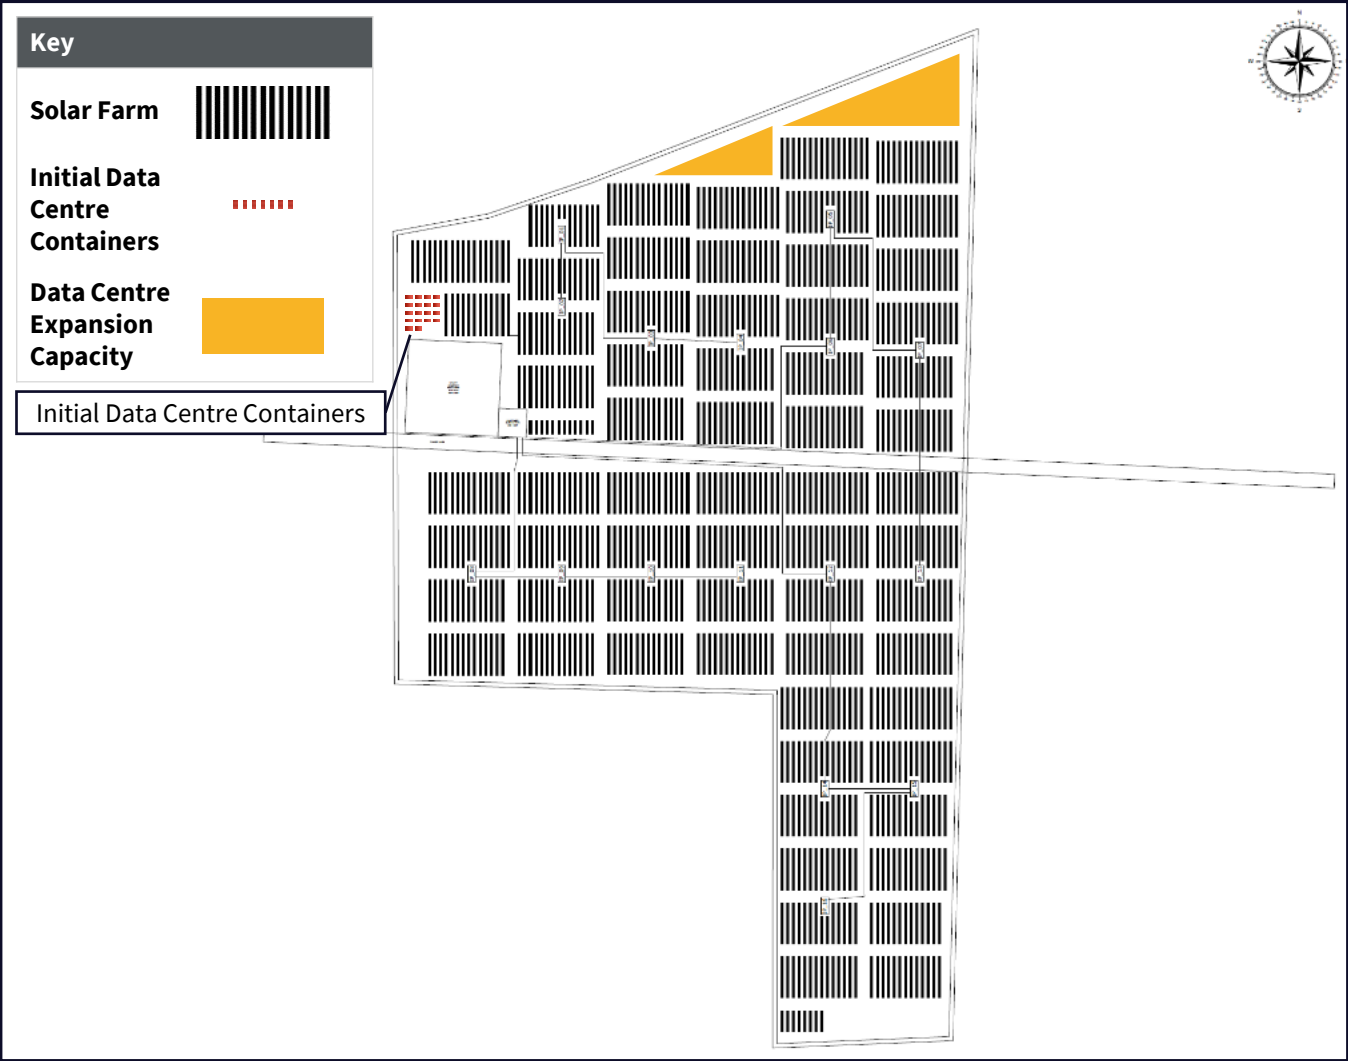 Key
Solar Farm
Initial Data
Centre
Containers
Data Centre
Expansion
Capacity
Initial Data Centre Containers
N